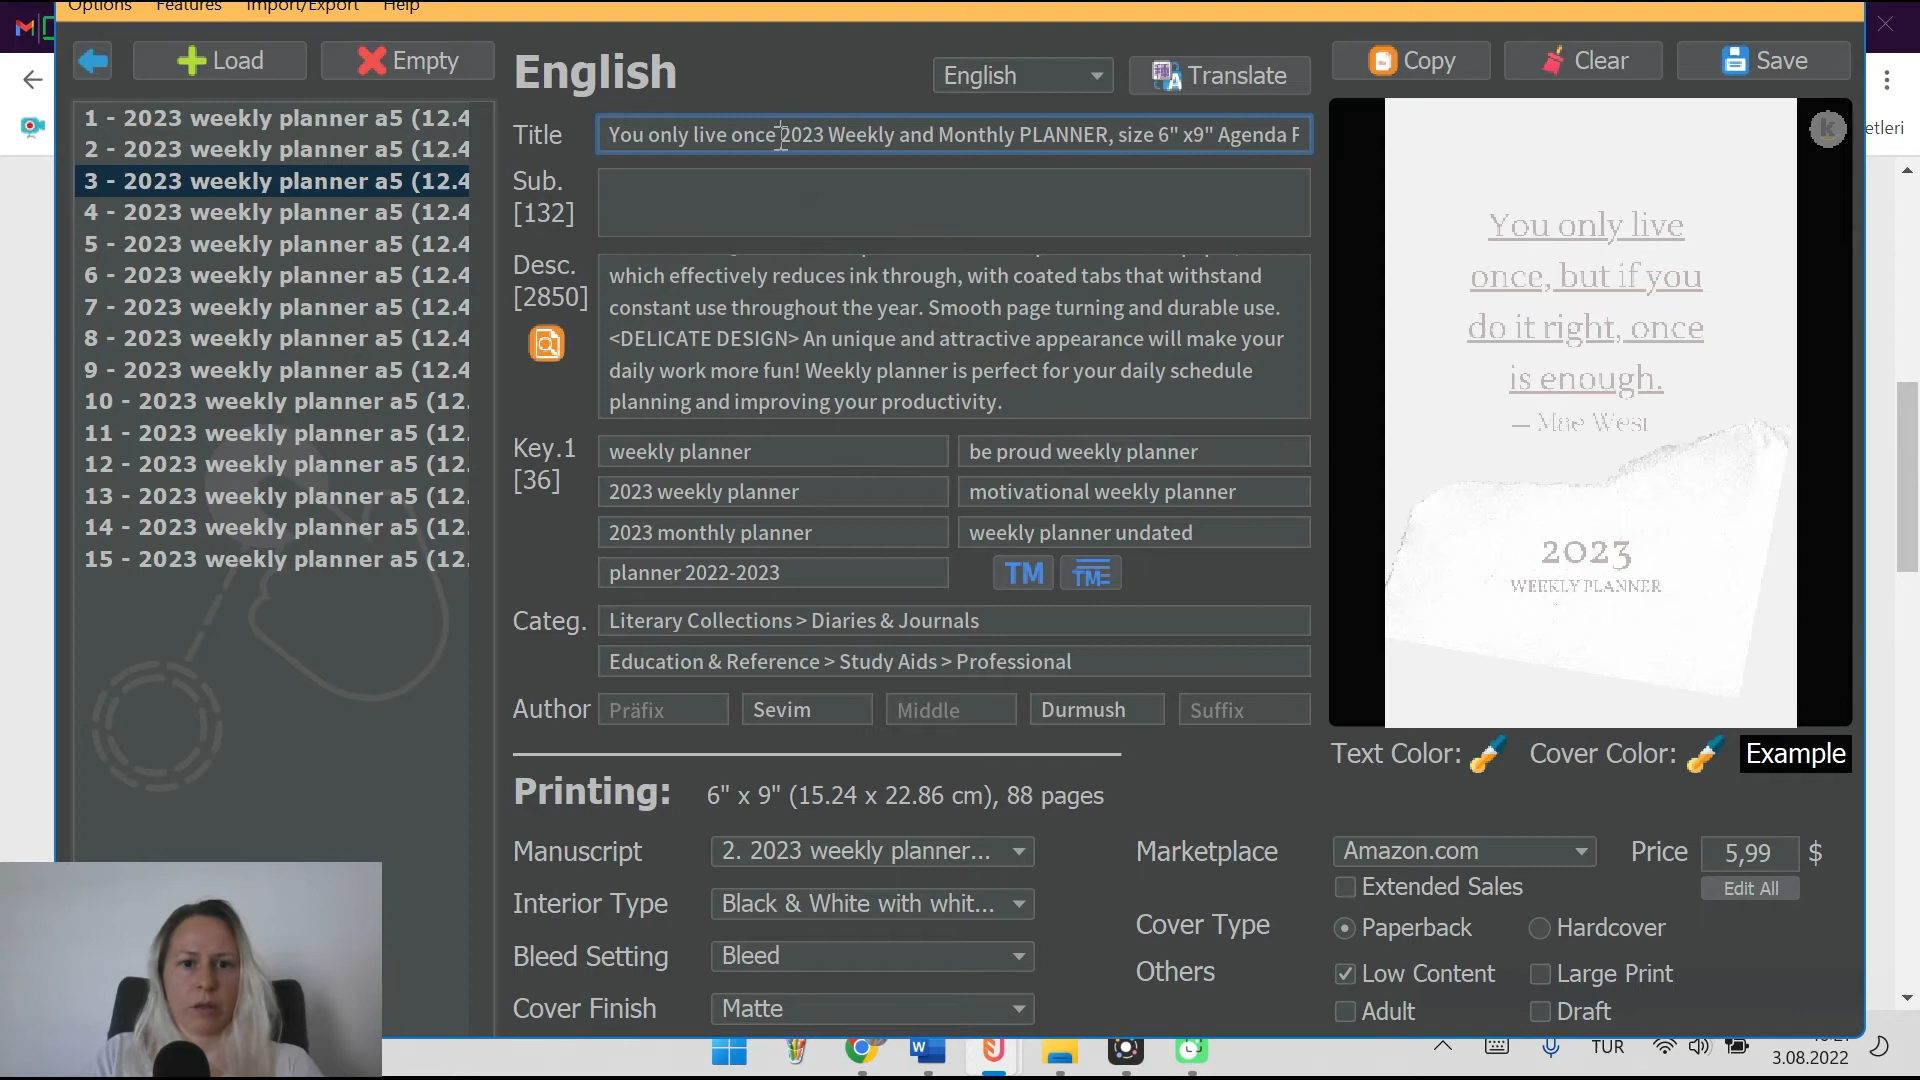 Options Features Import/Export Help
Load Empty
1 - 2023 weekly planner a5 (12.4
2 - 2023 weekly planner a5 (12.4
3 - 2023 weekly planner a5 (12.4
4 - 2023 weekly planner a5 (12.4
5 - 2023 weekly planner a5 (12.4
6 - 2023 weekly planner a5 (12.4
7 - 2023 weekly planner a5 (12.4
8 - 2023 weekly planner a5 (12.4
9 - 2023 weekly planner a5 (12.4
10 - 2023 weekly planner a5 (12.
11 - 2023 weekly planner a5 (12.
12 - 2023 weekly planner a5 (12.
13 - 2023 weekly planner a5 (12.
14 - 2023 weekly planner a5 (12.
15 - 2023 weekly planner a5 (12.
English English Translate
Title You only live once 2023 Weekly and Monthly PLANNER, size 6" x9" Agenda F
Sub.
[132]
Desc.
[2850]
which effectively reduces ink through, with coated tabs that withstand
constant use throughout the year. Smooth page turning and durable use.
<DELICATE DESIGN> An unique and attractive appearance will make your
daily work more fun! Weekly planner is perfect for your daily schedule
planning and improving your productivity.
Key.1
[36]
weekly planner be proud weekly planner
2023 weekly planner motivational weekly planner
2023 monthly planner weekly planner undated
planner 2022-2023 TM TM
Categ. Literary Collections > Diaries & Journals
Education & Reference > Study Aids > Professional
Author Präfix Sevim Middle Durmush Suffix
Printing: 6" x 9" (15.24 x 22.86 cm), 88 pages
Manuscript 2. 2023 weekly planner...
Interior Type Black & White with whit...
Bleed Setting Bleed
Cover Finish Matte
Marketplace Amazon.com Price 5,99 $
Extended Sales Edit All
Cover Type Paperback Hardcover
Others Low Content Large Print
Adult Draft
Copy Clear Save
k
You only live
once, but if you
do it right, once
is enough.
— Mae West
2023
WEEKLY PLANNER
Text Color: Cover Color: Example
etleri
TUR
3.08.2022